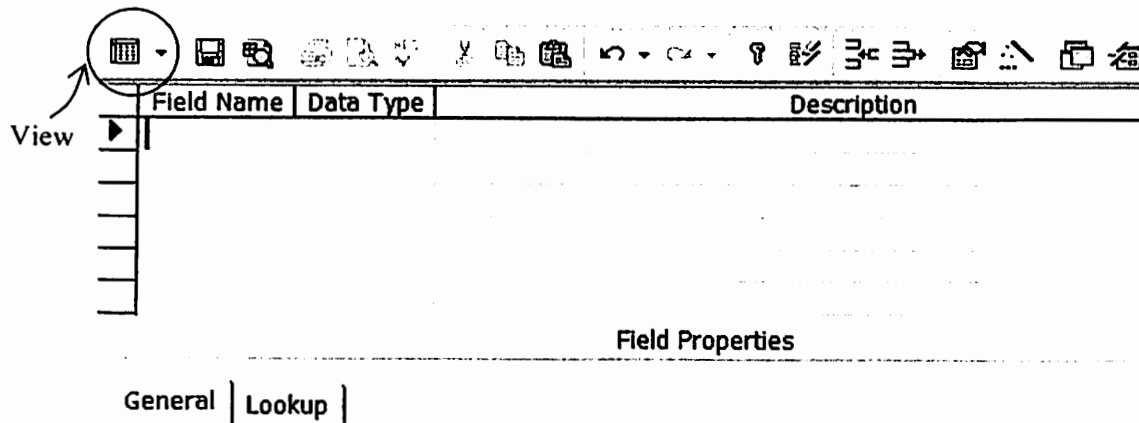 Field Name Data Type Description
View
Field Properties
General Lookup